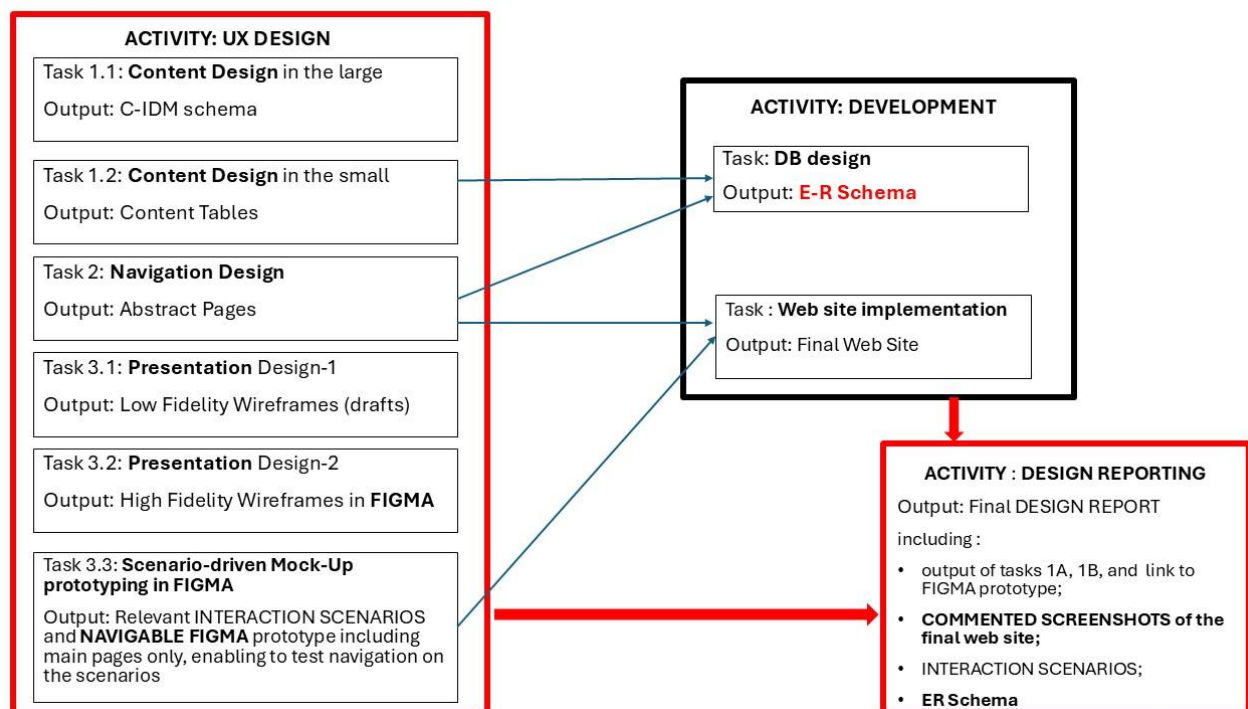 ACTIVITY: UX DESIGN
Task 1.1: Content Design in the large
Output: C-IDM schema
Task 1.2: Content Design in the small
Output: Content Tables
Task 2: Navigation Design
Output: Abstract Pages
Task 3.1: Presentation Design-1
Output: Low Fidelity Wireframes (drafts)
Task 3.2: Presentation Design-2
Output: High Fidelity Wireframes in FIGMA
Task 3.3: Scenario-driven Mock-Up
prototyping in FIGMA
Output: Relevant INTERACTION SCENARIOS
and NAVIGABLE FIGMA prototype including
main pages only, enabling to test navigation on
the scenarios
ACTIVITY: DEVELOPMENT
Task: DB design
Output: E-R Schema
Task : Web site implementation
Output: Final Web Site
ACTIVITY : DESIGN REPORTING
Output: Final DESIGN REPORT
including :
• output of tasks 1A, 1B, and link to
FIGMA prototype;
• COMMENTED SCREENSHOTS of the
final web site;
• INTERACTION SCENARIOS;
• ER Schema